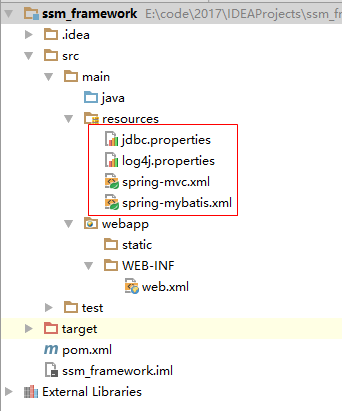 ssm_framework E:\code\2017\IDEAProjects\ssm_f
.idea
src
main
java
resources
jdbc.properties
log4j.properties
spring-mvc.xml
spring-mybatis.xml
webapp
static
WEB-INF
web.xml
test
target
m pom.xml
ssm_framework.iml
External Libraries